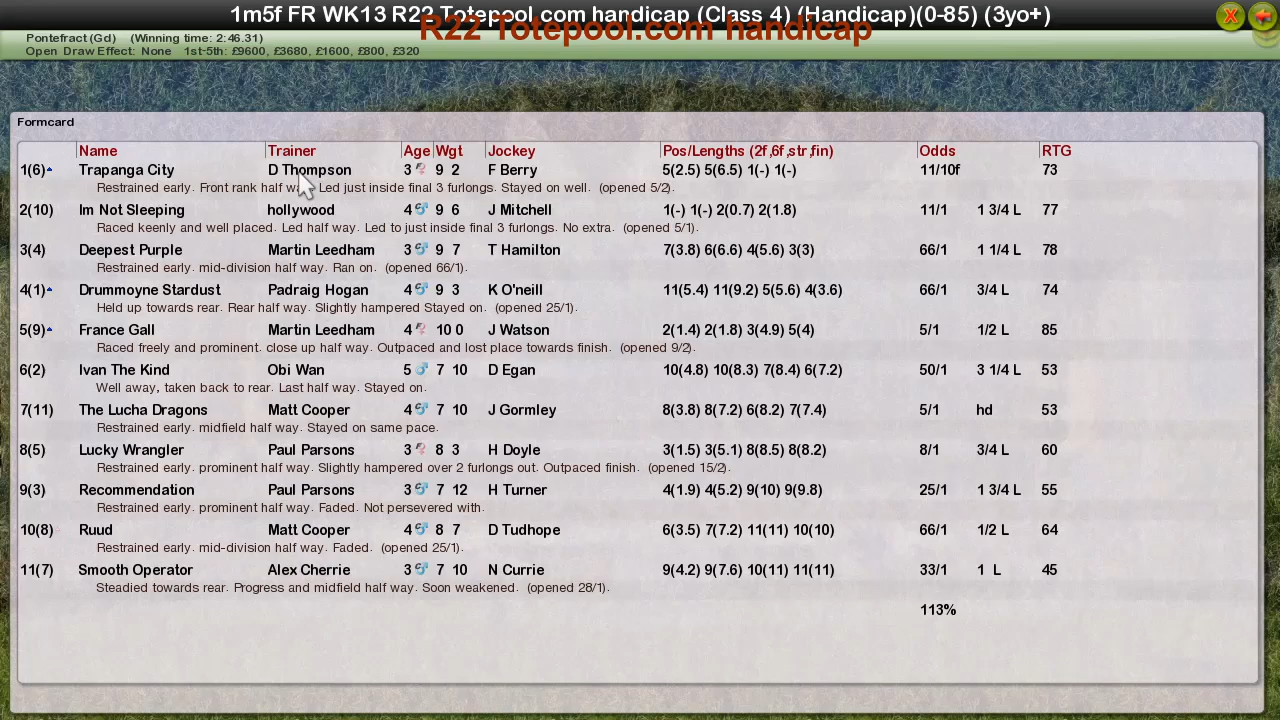 1m5f FR WK13 R22 Totepool.com handicap (Class 4) (Handicap)(0-85) (3yo+)
R22 Totepool.com handicap
Pontefract(Gd) (Winning time: 2:46.31)
Open Draw Effect: None 1st-5th: £9600, £3680, £1600, £800, £320
Formcard
Name Trainer Age Wgt Jockey Pos/Lengths (2f,6f,str,fin) Odds RTG
1(6) Trapanga City D Thompson 3 9 2 F Berry 5(2.5) 5(6.5) 1(-) 1(-) 11/10f 73
Restrained early. Front rank half w Led just inside final 3 furlongs. Stayed on well. (opened 5/2).
2(10) Im Not Sleeping hollywood 4 9 6 J Mitchell 1(-) 1(-) 2(0.7) 2(1.8) 11/1 1 3/4 L 77
Raced keenly and well placed. Led half way. Led to just inside final 3 furlongs. No extra. (opened 5/1).
3(4) Deepest Purple Martin Leedham 3 9 7 T Hamilton 7(3.8) 6(6.6) 4(5.6) 3(3) 66/1 1 1/4 L 78
Restrained early. mid-division half way. Ran on. (opened 66/1).
4(1) Drummoyne Stardust Padraig Hogan 4 9 3 K O'neill 11(5.4) 11(9.2) 5(5.6) 4(3.6) 66/1 3/4 L 74
Held up towards rear. Rear half way. Slightly hampered Stayed on. (opened 25/1).
5(9) France Gall Martin Leedham 4 10 0 J Watson 2(1.4) 2(1.8) 3(4.9) 5(4) 5/1 1/2 L 85
Raced freely and prominent. close up half way. Outpaced and lost place towards finish. (opened 9/2).
6(2) Ivan The Kind Obi Wan 5 7 10 D Egan 10(4.8) 10(8.3) 7(8.4) 6(7.2) 50/1 3 1/4 L 53
Well away, taken back to rear. Last half way. Stayed on.
7(11) The Lucha Dragons Matt Cooper 4 7 10 J Gormley 8(3.8) 8(7.2) 6(8.2) 7(7.4) 5/1 hd 53
Restrained early. midfield half way. Stayed on same pace.
8(5) Lucky Wrangler Paul Parsons 3 8 3 H Doyle 3(1.5) 3(5.1) 8(8.5) 8(8.2) 8/1 3/4 L 60
Restrained early. prominent half way. Slightly hampered over 2 furlongs out. Outpaced finish. (opened 15/2).
9(3) Recommendation Paul Parsons 3 7 12 H Turner 4(1.9) 4(5.2) 9(10) 9(9.8) 25/1 1 3/4 L 55
Restrained early. prominent half way. Faded. Not persevered with.
10(8) Ruud Matt Cooper 4 8 7 D Tudhope 6(3.5) 7(7.2) 11(11) 10(10) 66/1 1/2 L 64
Restrained early. mid-division half way. Faded. (opened 25/1).
11(7) Smooth Operator Alex Cherrie 3 7 10 N Currie 9(4.2) 9(7.6) 10(11) 11(11) 33/1 1 L 45
Steadied towards rear. Progress and midfield half way. Soon weakened. (opened 28/1).
113%